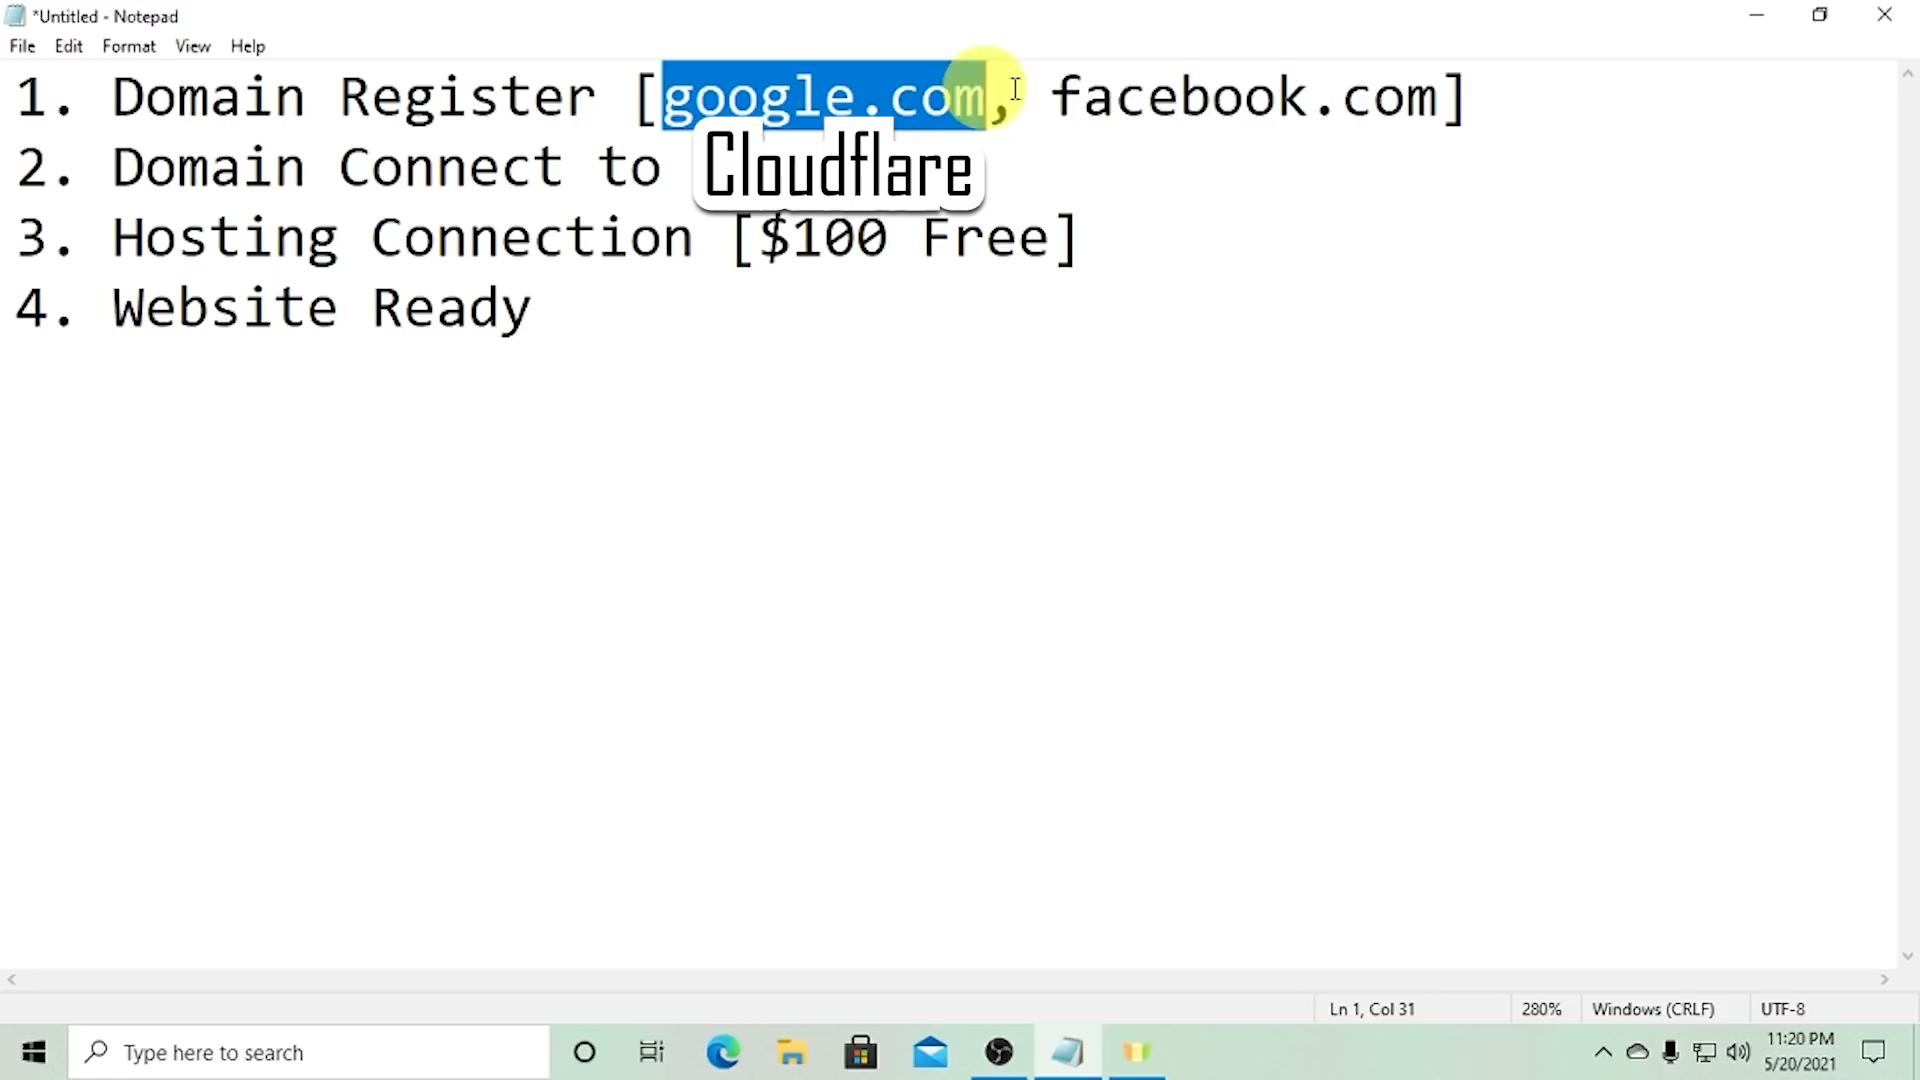 *Untitled - Notepad
File Edit Format View Help
1. Domain Register [google.com, facebook.com]
2. Domain Connect to Cloudflare
3. Hosting Connection [$100 Free]
4. Website Ready
Ln 1, Col 31 280% Windows (CRLF) UTF-8
Type here to search
11:20 PM
5/20/2021